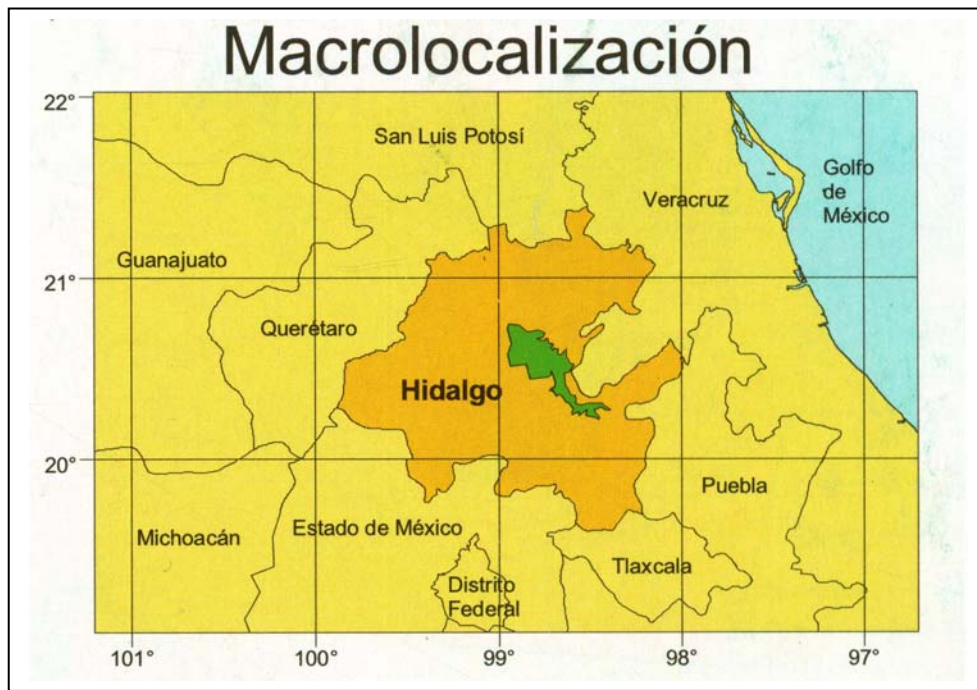 Macrolocalización
22°
San Luis Potosí
Golfo
de
México
Veracruz
Guanajuato
21°
Querétaro
Hidalgo
20°
Puebla
Estado de México
Michoacán
Tlaxcala
Distrito
Federal
101°
100°
99°
98°
97°